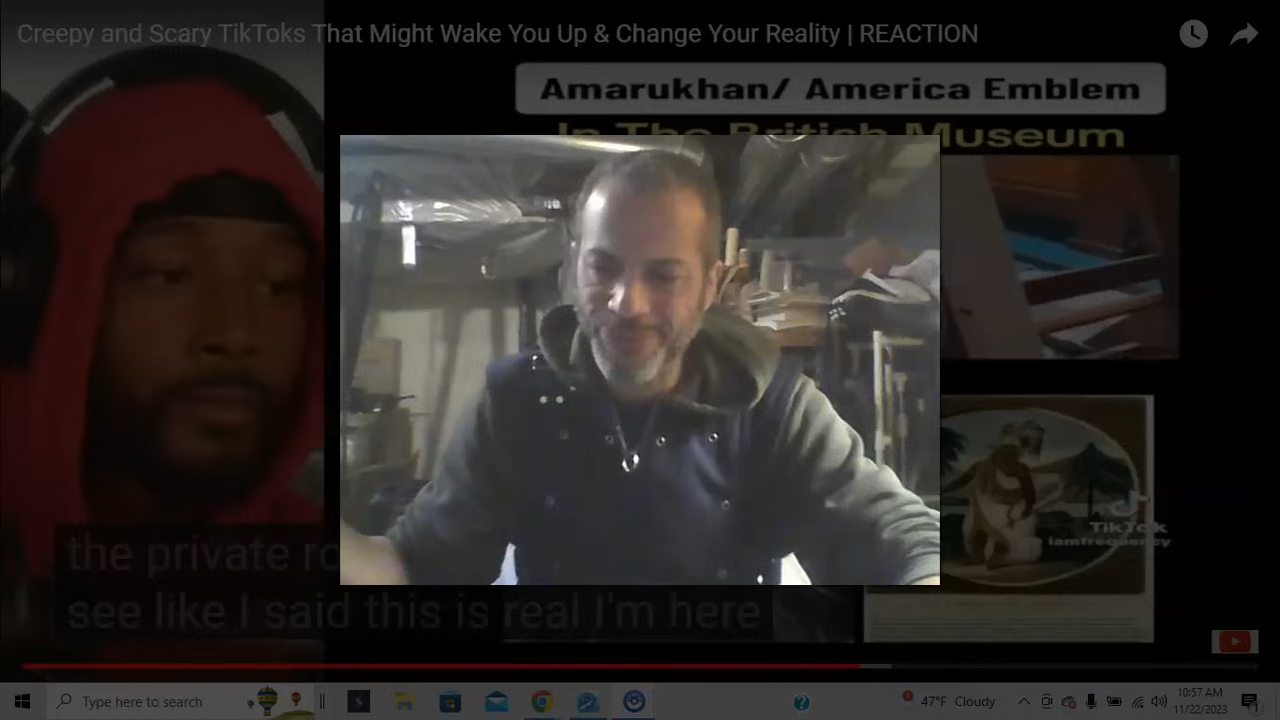 Creepy and Scary TikToks That Might Wake You Up & Change Your Reality | REACTION
Amarukhan/ America Emblem
In The British Museum
TikTok
iamfrequency
the private ro
see like I said this is real I'm here
Type here to search
47°F Cloudy
10:57 AM
11/22/2023